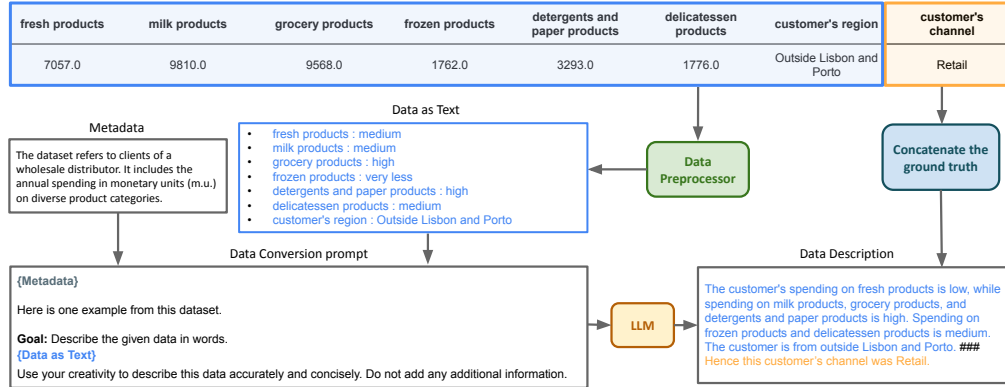 fresh products milk products grocery products frozen products detergents and paper products delicatessen products customer's region customer's channel
7057.0 9810.0 9568.0 1762.0 3293.0 1776.0 Outside Lisbon and Porto Retail
Metadata
The dataset refers to clients of a
wholesale distributor. It includes the
annual spending in monetary units (m.u.)
on diverse product categories.
Data as Text
• fresh products : medium
• milk products : medium
• grocery products : high
• frozen products : very less
• detergents and paper products : high
• delicatessen products : medium
• customer's region : Outside Lisbon and Porto
Data
Preprocessor
Concatenate the
ground truth
Data Conversion prompt
{Metadata}
Here is one example from this dataset.
Goal: Describe the given data in words.
{Data as Text}
Use your creativity to describe this data accurately and concisely. Do not add any additional information.
LLM
Data Description
The customer's spending on fresh products is low, while
spending on milk products, grocery products, and
detergents and paper products is high. Spending on
frozen products and delicatessen products is medium.
The customer is from outside Lisbon and Porto. ###
Hence this customer's channel was Retail.